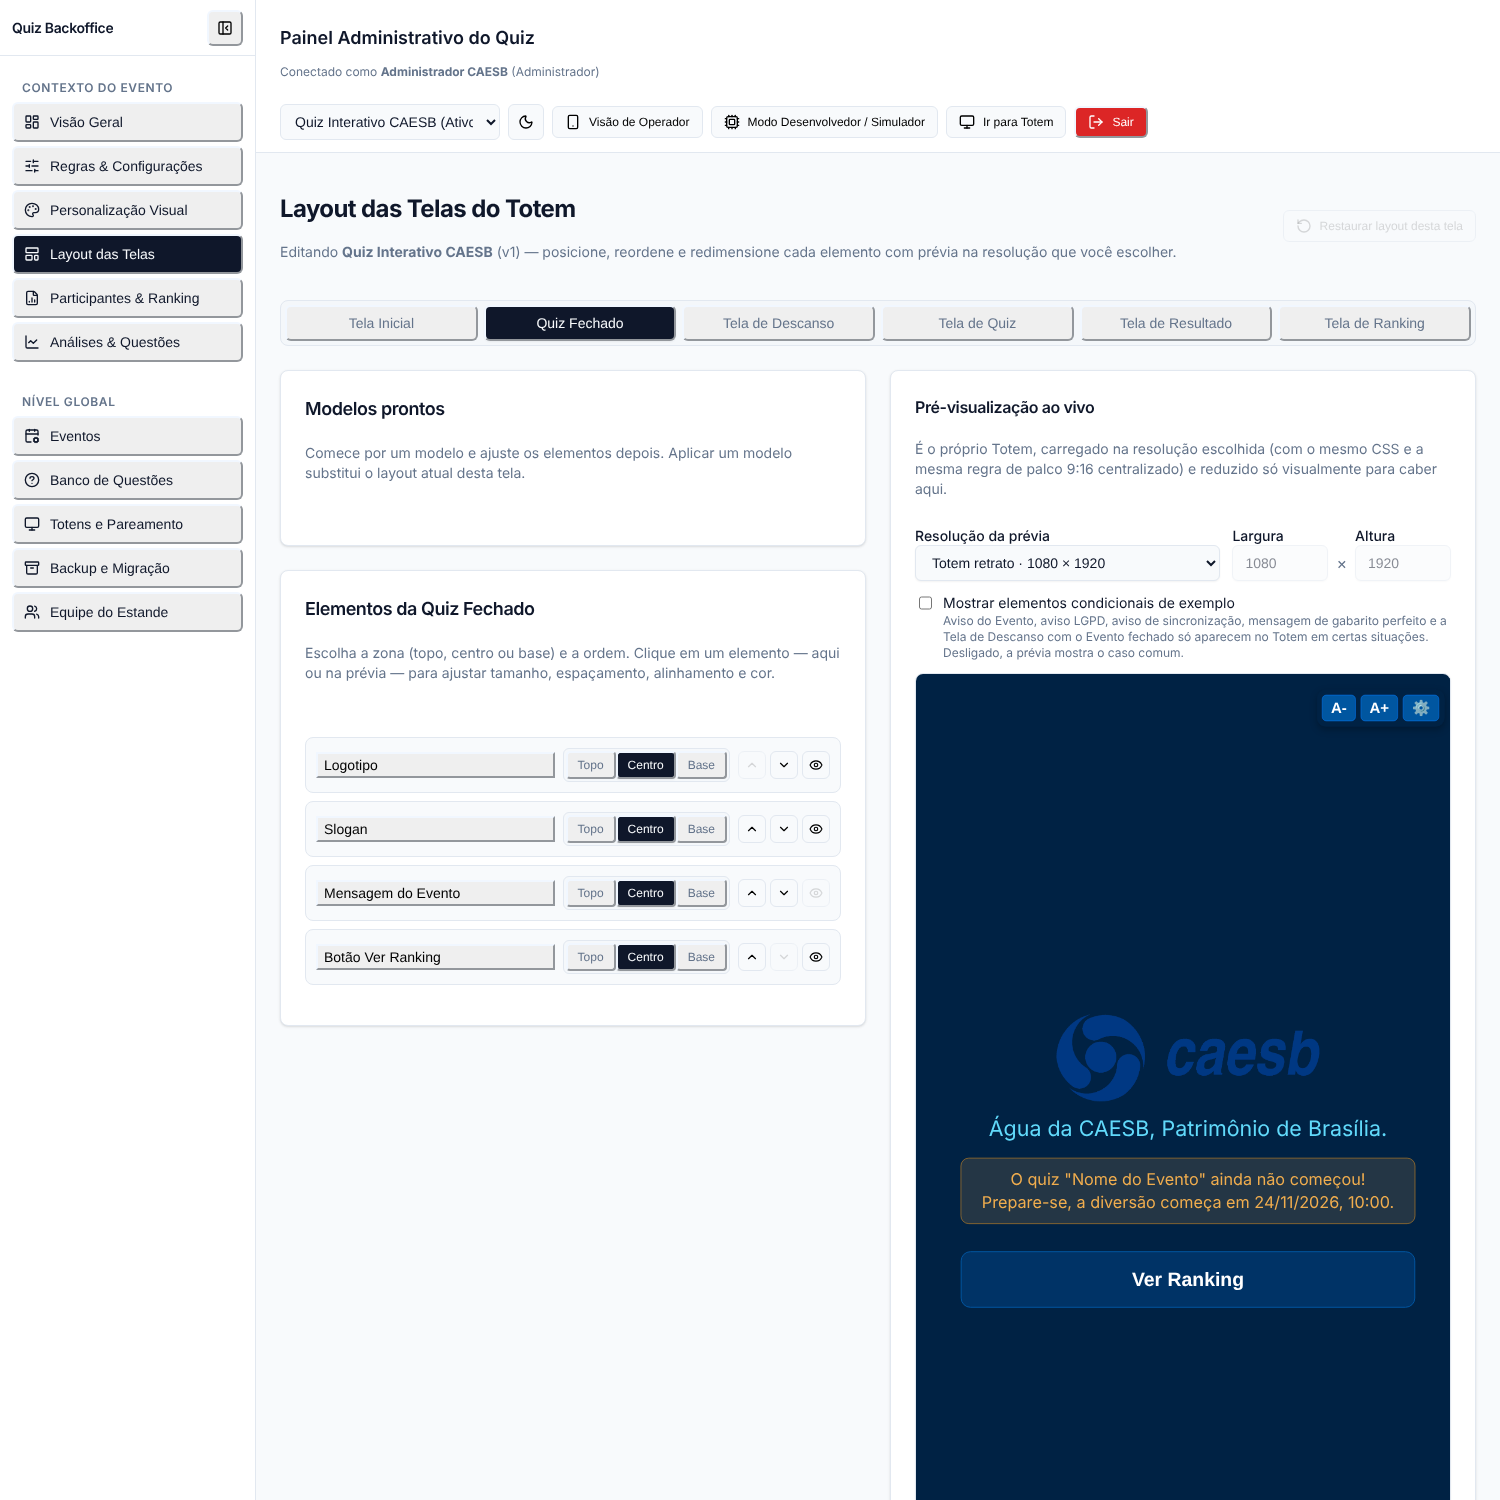 Quiz Backoffice
CONTEXTO DO EVENTO
Visão Geral
Regras & Configurações
Personalização Visual
Layout das Telas
Participantes & Ranking
Análises & Questões
NÍVEL GLOBAL
Eventos
Banco de Questões
Totens e Pareamento
Backup e Migração
Equipe do Estande
Painel Administrativo do Quiz
Conectado como Administrador CAESB (Administrador)
Quiz Interativo CAESB (Ativo
Visão de Operador
Modo Desenvolvedor / Simulador
Ir para Totem
Sair
Layout das Telas do Totem
Editando Quiz Interativo CAESB (v1) — posicione, reordene e redimensione cada elemento com prévia na resolução que você escolher.
Restaurar layout desta tela
Tela Inicial
Quiz Fechado
Tela de Descanso
Tela de Quiz
Tela de Resultado
Tela de Ranking
Modelos prontos
Comece por um modelo e ajuste os elementos depois. Aplicar um modelo
substitui o layout atual desta tela.
Elementos da Quiz Fechado
Escolha a zona (topo, centro ou base) e a ordem. Clique em um elemento — aqui
ou na prévia — para ajustar tamanho, espaçamento, alinhamento e cor.
Logotipo Topo Centro Base
Slogan Topo Centro Base
Mensagem do Evento Topo Centro Base
Botão Ver Ranking Topo Centro Base
Pré-visualização ao vivo
É o próprio Totem, carregado na resolução escolhida (com o mesmo CSS e a
mesma regra de palco 9:16 centralizado) e reduzido só visualmente para caber
aqui.
Resolução da prévia Largura Altura
Totem retrato · 1080 × 1920 1080 × 1920
Mostrar elementos condicionais de exemplo
Aviso do Evento, aviso LGPD, aviso de sincronização, mensagem de gabarito perfeito e a
Tela de Descanso com o Evento fechado só aparecem no Totem em certas situações.
Desligado, a prévia mostra o caso comum.
A- A+
caesb
Água da CAESB, Patrimônio de Brasília.
O quiz "Nome do Evento" ainda não começou!
Prepare-se, a diversão começa em 24/11/2026, 10:00.
Ver Ranking